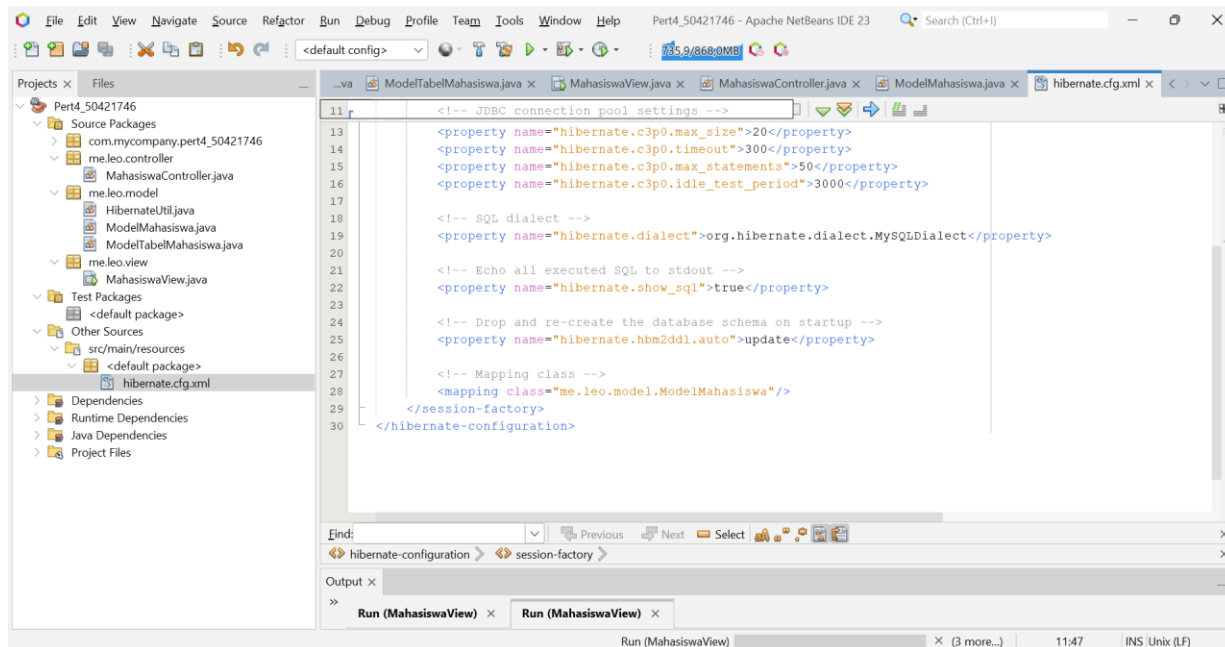 File Edit View Navigate Source Refactor Run Debug Profile Team Tools Window Help Pert4_50421746 - Apache NetBeans IDE 23 Search (Ctrl+I)
<default config> 735,9/868,0MB
Projects Files
Pert4_50421746
Source Packages
com.mycompany.pert4_50421746
me.leo.controller
MahasiswaController.java
me.leo.model
HibernateUtil.java
ModelMahasiswa.java
ModelTabelMahasiswa.java
me.leo.view
MahasiswaView.java
Test Packages
<default package>
Other Sources
src/main/resources
<default package>
hibernate.cfg.xml
Dependencies
Runtime Dependencies
Java Dependencies
Project Files
...va ModelTabelMahasiswa.java MahasiswaView.java MahasiswaController.java ModelMahasiswa.java hibernate.cfg.xml
11 <!-- JDBC connection pool settings -->
13 <property name="hibernate.c3p0.max_size">20</property>
14 <property name="hibernate.c3p0.timeout">300</property>
15 <property name="hibernate.c3p0.max_statements">50</property>
16 <property name="hibernate.c3p0.idle_test_period">3000</property>
17
18 <!-- SQL dialect -->
19 <property name="hibernate.dialect">org.hibernate.dialect.MySQLDialect</property>
20
21 <!-- Echo all executed SQL to stdout -->
22 <property name="hibernate.show_sql">true</property>
23
24 <!-- Drop and re-create the database schema on startup -->
25 <property name="hibernate.hbm2ddl.auto">update</property>
26
27 <!-- Mapping class -->
28 <mapping class="me.leo.model.ModelMahasiswa"/>
29 </session-factory>
30 </hibernate-configuration>
Find: Previous Next Select
hibernate-configuration session-factory
Output
Run (MahasiswaView) Run (MahasiswaView)
Run (MahasiswaView) (3 more...) 11:47 INS Unix (LF)